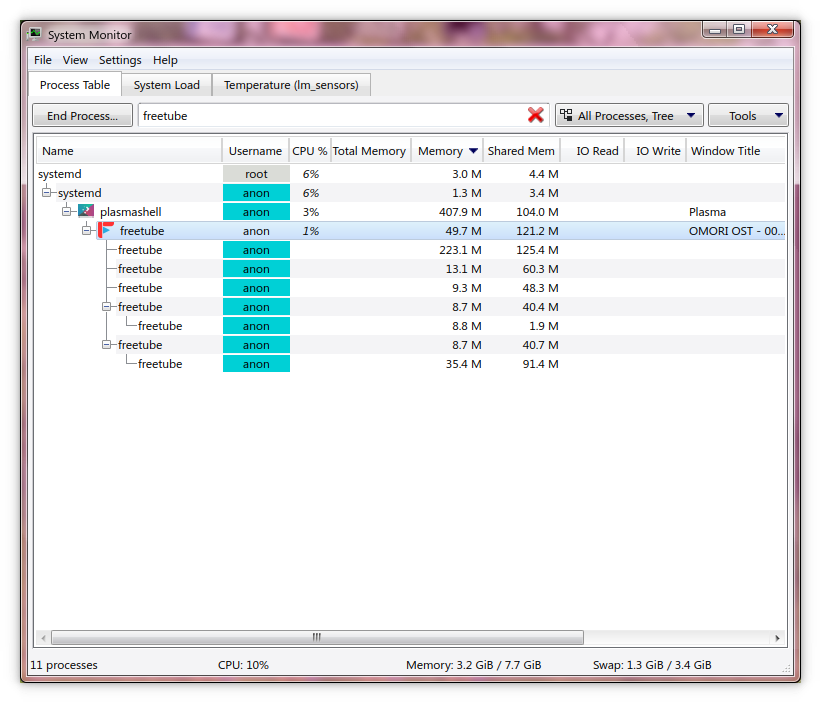 System Monitor
File View Settings Help
Process Table System Load Temperature (lm_sensors)
End Process... freetube All Processes, Tree Tools
Name Username CPU % Total Memory Memory Shared Mem IO Read IO Write Window Title
systemd root 6% 3.0 M 4.4 M
systemd anon 6% 1.3 M 3.4 M
plasmashell anon 3% 407.9 M 104.0 M Plasma
freetube anon 1% 49.7 M 121.2 M OMORI OST - 00...
freetube anon 223.1 M 125.4 M
freetube anon 13.1 M 60.3 M
freetube anon 9.3 M 48.3 M
freetube anon 8.7 M 40.4 M
freetube anon 8.8 M 1.9 M
freetube anon 8.7 M 40.7 M
freetube anon 35.4 M 91.4 M
11 processes CPU: 10% Memory: 3.2 GiB / 7.7 GiB Swap: 1.3 GiB / 3.4 GiB